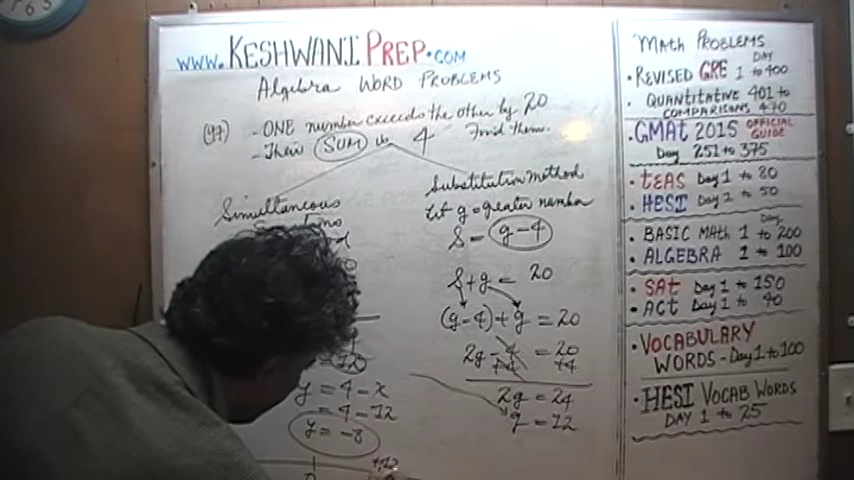 www.KESHWANIPREP.COM
Algebra WORD PROBLEMS
(97) - ONE number exceeds the other by 20
- Their SUM is 4 Find them.
Simultaneous
y = 4 - x
= 4 - 12
y = -8
Substitution method
Let g = greater number
S = g-4
S + g = 20
(g-4) + g = 20
2g - 4 = 20
+4 +4
2g = 24
g = 12
MATH PROBLEMS
DAY
• REVISED GRE 1 to 400
• QUANTITATIVE 401 to
COMPARISONS 470
• GMAT 2015 OFFICIAL GUIDE
Day 251 to 375
• TEAS Day 1 to 20
• HESI Day 1 to 50
Day
• BASIC MATH 1 to 200
• ALGEBRA 1 to 100
• SAT Day 1 to 150
• ACT Day 1 to 40
• VOCABULARY
WORDS - Day 1 to 100
• HESI VOCAB WORDS
DAY 1 to 25